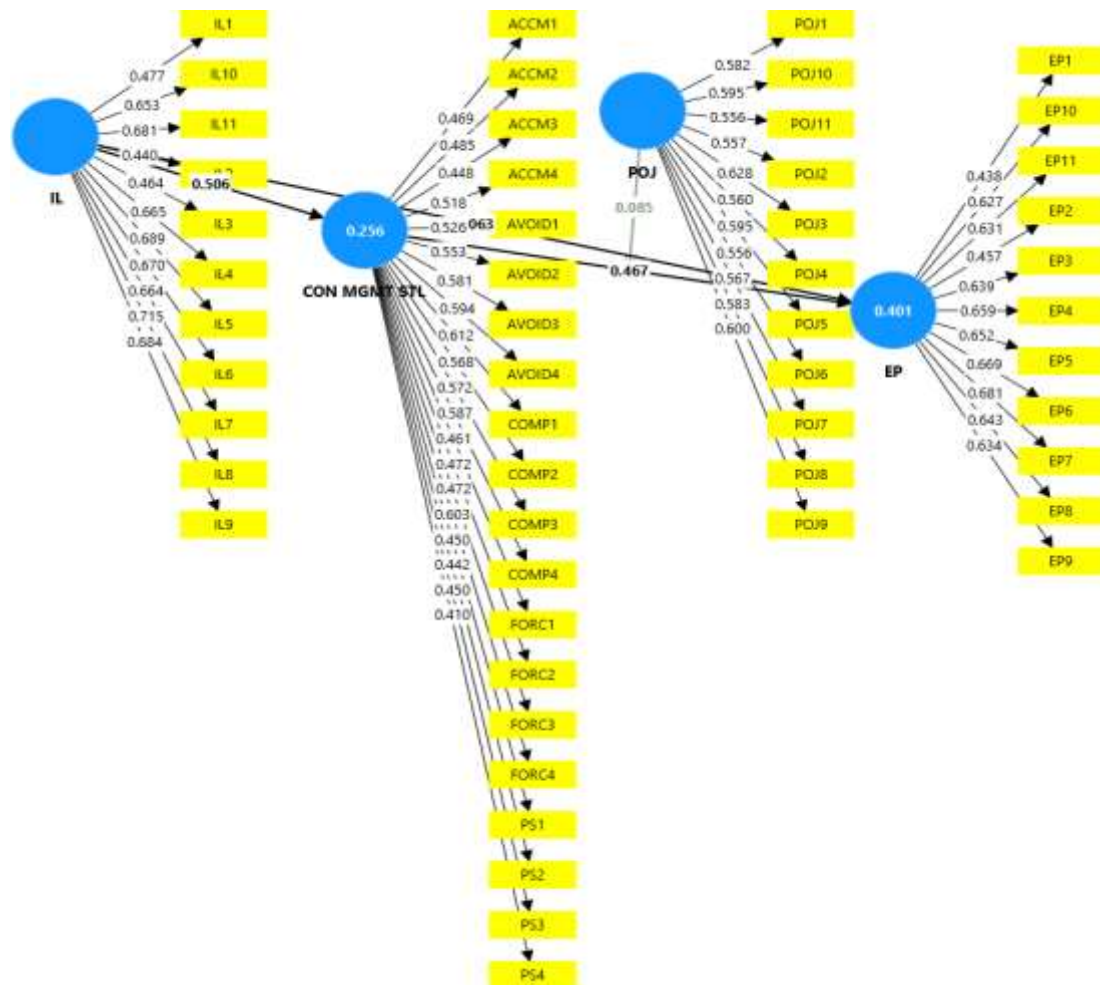 IL1
IL10
IL11
IL3
IL4
IL5
IL6
IL7
IL8
IL9
0.477
0.653
0.681
0.440
0.506
0.464
0.665
0.689
0.670
0.664
0.715
0.684
IL
ACCM1
ACCM2
ACCM3
ACCM4
AVOID1
AVOID2
AVOID3
AVOID4
COMP1
COMP2
COMP3
COMP4
FORC1
FORC2
FORC3
FORC4
PS1
PS2
PS3
PS4
0.469
0.485
0.448
0.518
0.526
063
0.553
0.581
0.594
0.612
0.568
0.572
0.587
0.461
0.472
0.472
0.603
0.450
0.442
0.450
0.410
0.256
CON MGMT STL
POJ1
POJ10
POJ11
POJ2
POJ3
POJ4
POJ5
POJ6
POJ7
POJ8
POJ9
0.582
0.595
0.556
0.557
0.628
0.560
0.595
0.556
0.567
0.583
0.600
POJ
0.085
0.467
EP1
EP10
EP11
EP2
EP3
EP4
EP5
EP6
EP7
EP8
EP9
0.438
0.627
0.631
0.457
0.639
0.659
0.652
0.669
0.681
0.643
0.634
0.401
EP